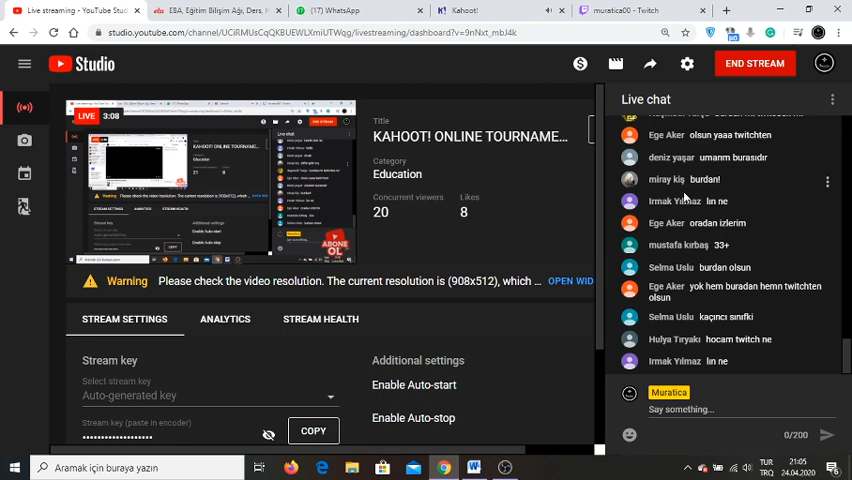 Live streaming - YouTube Stud
EBA, Eğitim Bilişim Ağı, Ders, K
(17) WhatsApp
Kahoot!
muratica00 - Twitch
studio.youtube.com/channel/UCiRMUsCqQKBUEWLXmiUTWqg/livestreaming/dashboard?v=9nNxt_mbJ4k
Studio
END STREAM
LIVE 3:08
ABONE
OL
Title
KAHOOT! ONLINE TOURNAME...
Category
Education
Concurrent viewers
Likes
20
8
Warning Please check the video resolution. The current resolution is (908x512), which ... OPEN WID
STREAM SETTINGS
ANALYTICS
STREAM HEALTH
Stream key
Select stream key
Auto-generated key
Stream key (paste in encoder)
COPY
Additional settings
Enable Auto-start
Enable Auto-stop
Live chat
Ege Aker olsun yaaa twitchten
deniz yaşar umarım burasıdır
miray kiş burdan!
Irmak Yılmaz lın ne
Ege Aker oradan izlerim
mustafa kırbaş 33+
Selma Uslu burdan olsun
Ege Aker yok hem buradan hemn twitchten
olsun
Selma Uslu kaçıncı sınıfki
Hulya Tıryakı hocam twitch ne
Irmak Yılmaz lın ne
Muratica
Say something...
0/200
Aramak için buraya yazın
TUR
TRQ
21:05
24.04.2020
6